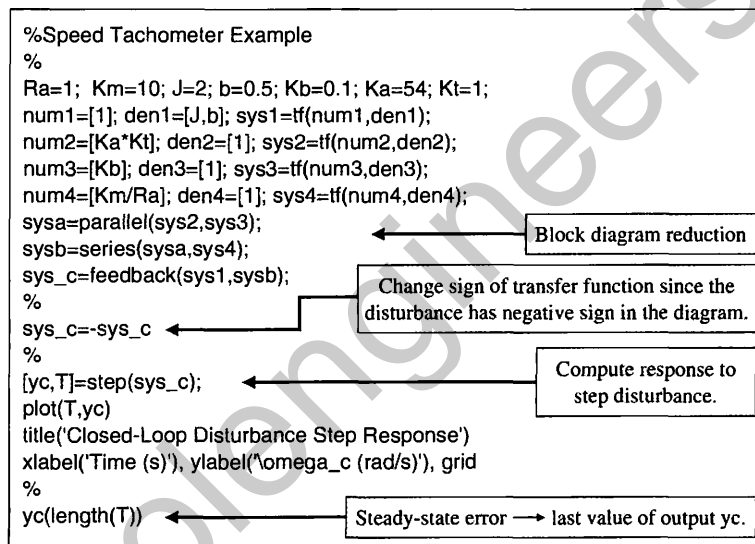 %Speed Tachometer Example
%
Ra=1; Km=10; J=2; b=0.5; Kb=0.1; Ka=54; Kt=1;
num1=[1]; den1=[J,b]; sys1=tf(num1,den1);
num2=[Ka*Kt]; den2=[1]; sys2=tf(num2,den2);
num3=[Kb]; den3=[1]; sys3=tf(num3,den3);
num4=[Km/Ra]; den4=[1]; sys4=tf(num4,den4);
sysa=parallel(sys2,sys3);
sysb=series(sysa,sys4);
Block diagram reduction
sys_c=feedback(sys1,sysb);
%
Change sign of transfer function since the
disturbance has negative sign in the diagram.
sys_c=-sys_c
%
[yc,T]=step(sys_c);
Compute response to
step disturbance.
plot(T,yc)
title('Closed-Loop Disturbance Step Response')
xlabel('Time (s)'), ylabel('\omega_c (rad/s)'), grid
%
yc(length(T))
Steady-state error → last value of output yc.
olengineers